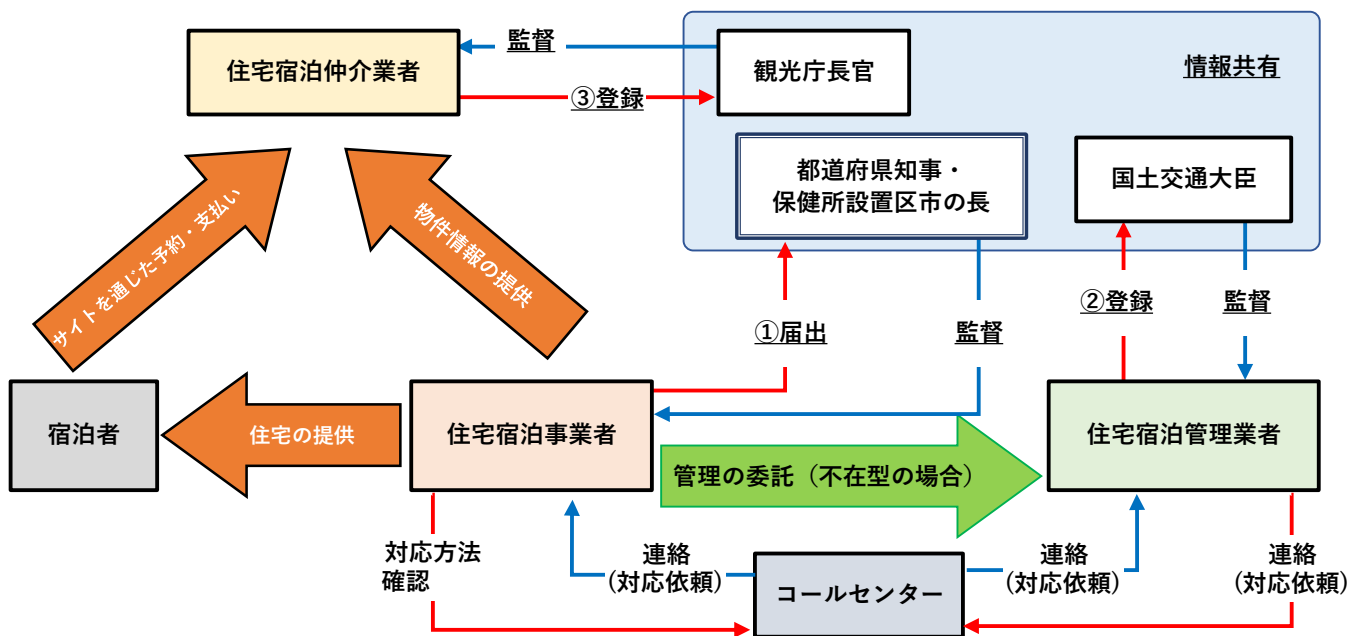 監督
住宅宿泊仲介業者
観光庁長官
情報共有
③登録
都道府県知事・
保健所設置区市の長
国土交通大臣
サイトを通じた予約・支払い
物件情報の提供
①届出
監督
②登録
監督
宿泊者
住宅の提供
住宅宿泊事業者
住宅宿泊管理業者
管理の委託（不在型の場合）
対応方法
確認
連絡
(対応依頼)
コールセンター
連絡
(対応依頼)
連絡
(対応依頼)